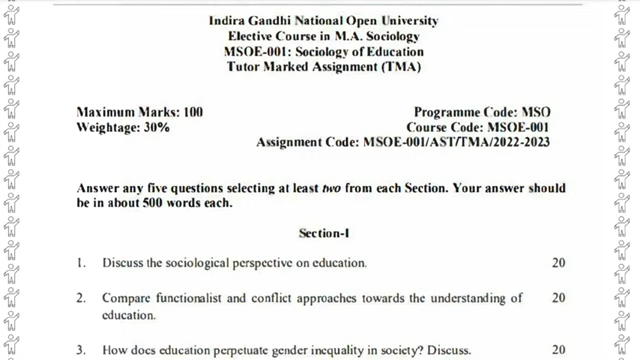 Indira Gandhi National Open University
Elective Course in M.A. Sociology
MSOE-001: Sociology of Education
Tutor Marked Assignment (TMA)
Maximum Marks: 100 Programme Code: MSO
Weightage: 30% Course Code: MSOE-001
Assignment Code: MSOE-001/AST/TMA/2022-2023
Answer any five questions selecting at least two from each Section. Your answer should
be in about 500 words each.
Section-I
1. Discuss the sociological perspective on education. 20
2. Compare functionalist and conflict approaches towards the understanding of 20
education.
3. How does education perpetuate gender inequality in society? Discuss. 20